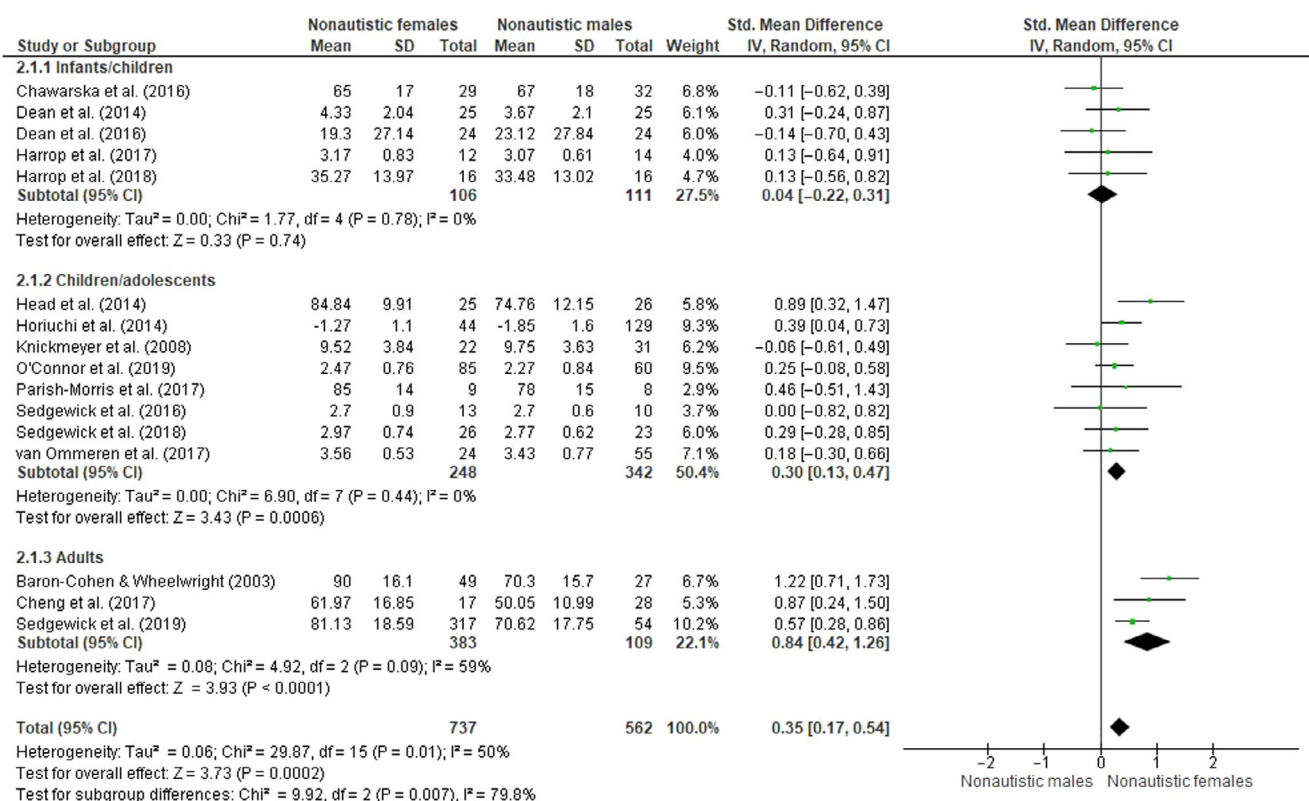 Nonautistic females Nonautistic males Std. Mean Difference Std. Mean Difference
Study or Subgroup Mean SD Total Mean SD Total Weight IV, Random, 95% CI IV, Random, 95% CI
2.1.1 Infants/children
Chawarska et al. (2016) 65 17 29 67 18 32 6.8% −0.11 [−0.62, 0.39]
Dean et al. (2014) 4.33 2.04 25 3.67 2.1 25 6.1% 0.31 [−0.24, 0.87]
Dean et al. (2016) 19.3 27.14 24 23.12 27.84 24 6.0% −0.14 [−0.70, 0.43]
Harrop et al. (2017) 3.17 0.83 12 3.07 0.61 14 4.0% 0.13 [−0.64, 0.91]
Harrop et al. (2018) 35.27 13.97 16 33.48 13.02 16 4.7% 0.13 [−0.56, 0.82]
Subtotal (95% CI) 106 111 27.5% 0.04 [−0.22, 0.31]
Heterogeneity: Tau² = 0.00; Chi² = 1.77, df = 4 (P = 0.78); I² = 0%
Test for overall effect: Z = 0.33 (P = 0.74)
2.1.2 Children/adolescents
Head et al. (2014) 84.84 9.91 25 74.76 12.15 26 5.8% 0.89 [0.32, 1.47]
Horiuchi et al. (2014) -1.27 1.1 44 -1.85 1.6 129 9.3% 0.39 [0.04, 0.73]
Knickmeyer et al. (2008) 9.52 3.84 22 9.75 3.63 31 6.2% −0.06 [−0.61, 0.49]
O'Connor et al. (2019) 2.47 0.76 85 2.27 0.84 60 9.5% 0.25 [−0.08, 0.58]
Parish-Morris et al. (2017) 85 14 9 78 15 8 2.9% 0.46 [−0.51, 1.43]
Sedgewick et al. (2016) 2.7 0.9 13 2.7 0.6 10 3.7% 0.00 [−0.82, 0.82]
Sedgewick et al. (2018) 2.97 0.74 26 2.77 0.62 23 6.0% 0.29 [−0.28, 0.85]
van Ommeren et al. (2017) 3.56 0.53 24 3.43 0.77 55 7.1% 0.18 [−0.30, 0.66]
Subtotal (95% CI) 248 342 50.4% 0.30 [0.13, 0.47]
Heterogeneity: Tau² = 0.00; Chi² = 6.90, df = 7 (P = 0.44); I² = 0%
Test for overall effect: Z = 3.43 (P = 0.0006)
2.1.3 Adults
Baron-Cohen & Wheelwright (2003) 90 16.1 49 70.3 15.7 27 6.7% 1.22 [0.71, 1.73]
Cheng et al. (2017) 61.97 16.85 17 50.05 10.99 28 5.3% 0.87 [0.24, 1.50]
Sedgewick et al. (2019) 81.13 18.59 317 70.62 17.75 54 10.2% 0.57 [0.28, 0.86]
Subtotal (95% CI) 383 109 22.1% 0.84 [0.42, 1.26]
Heterogeneity: Tau² = 0.08; Chi² = 4.92, df = 2 (P = 0.09); I² = 59%
Test for overall effect: Z = 3.93 (P < 0.0001)
Total (95% CI) 737 562 100.0% 0.35 [0.17, 0.54]
Heterogeneity: Tau² = 0.06; Chi² = 29.87, df = 15 (P = 0.01); I² = 50%
Test for overall effect: Z = 3.73 (P = 0.0002)
Test for subgroup differences: Chi² = 9.92, df = 2 (P = 0.007), I² = 79.8%
−2 −1 0 1 2
Nonautistic males Nonautistic females